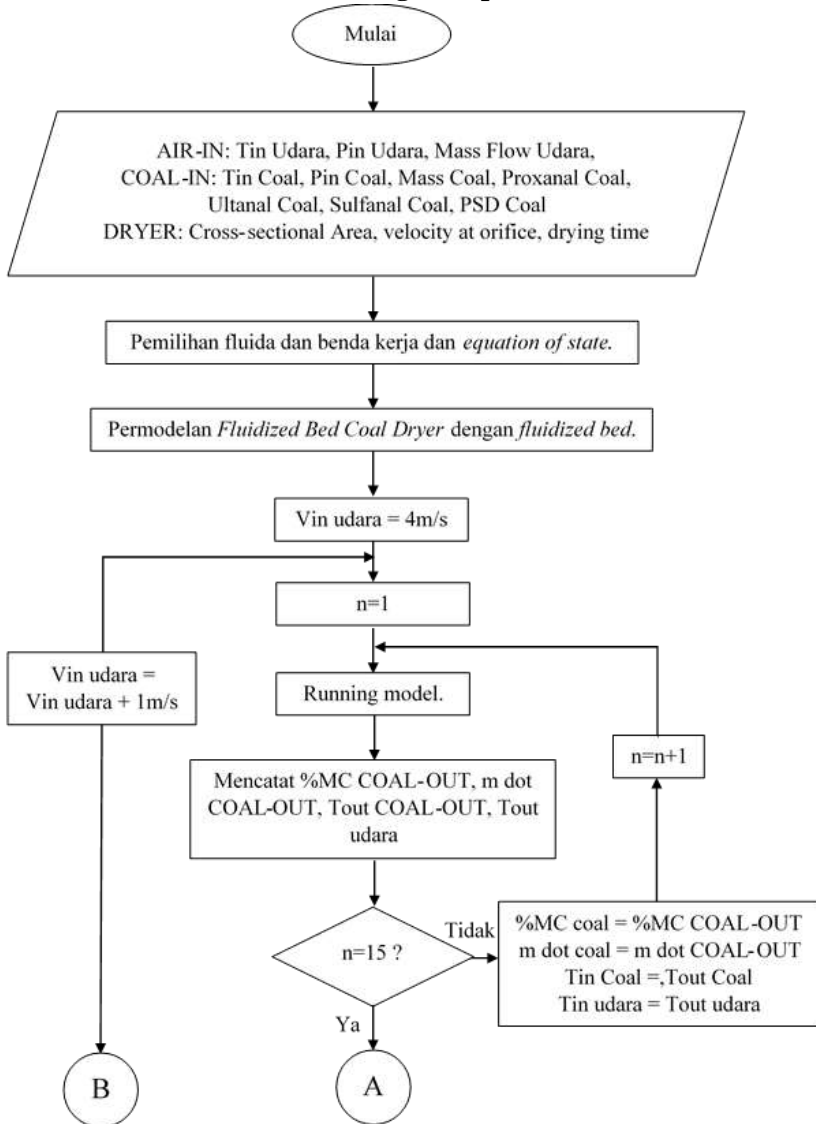 Mulai
AIR-IN: Tin Udara, Pin Udara, Mass Flow Udara,
COAL-IN: Tin Coal, Pin Coal, Mass Coal, Proxanal Coal,
Ultanal Coal, Sulfanal Coal, PSD Coal
DRYER: Cross-sectional Area, velocity at orifice, drying time
Pemilihan fluida dan benda kerja dan equation of state.
Permodelan Fluidized Bed Coal Dryer dengan fluidized bed.
Vin udara = 4m/s
n=1
Vin udara =
Vin udara + 1m/s
Running model.
n=n+1
Mencatat %MC COAL-OUT, m dot
COAL-OUT, Tout COAL-OUT, Tout
udara
n=15 ?
Tidak
%MC coal = %MC COAL-OUT
m dot coal = m dot COAL-OUT
Tin Coal =,Tout Coal
Tin udara = Tout udara
Ya
B
A